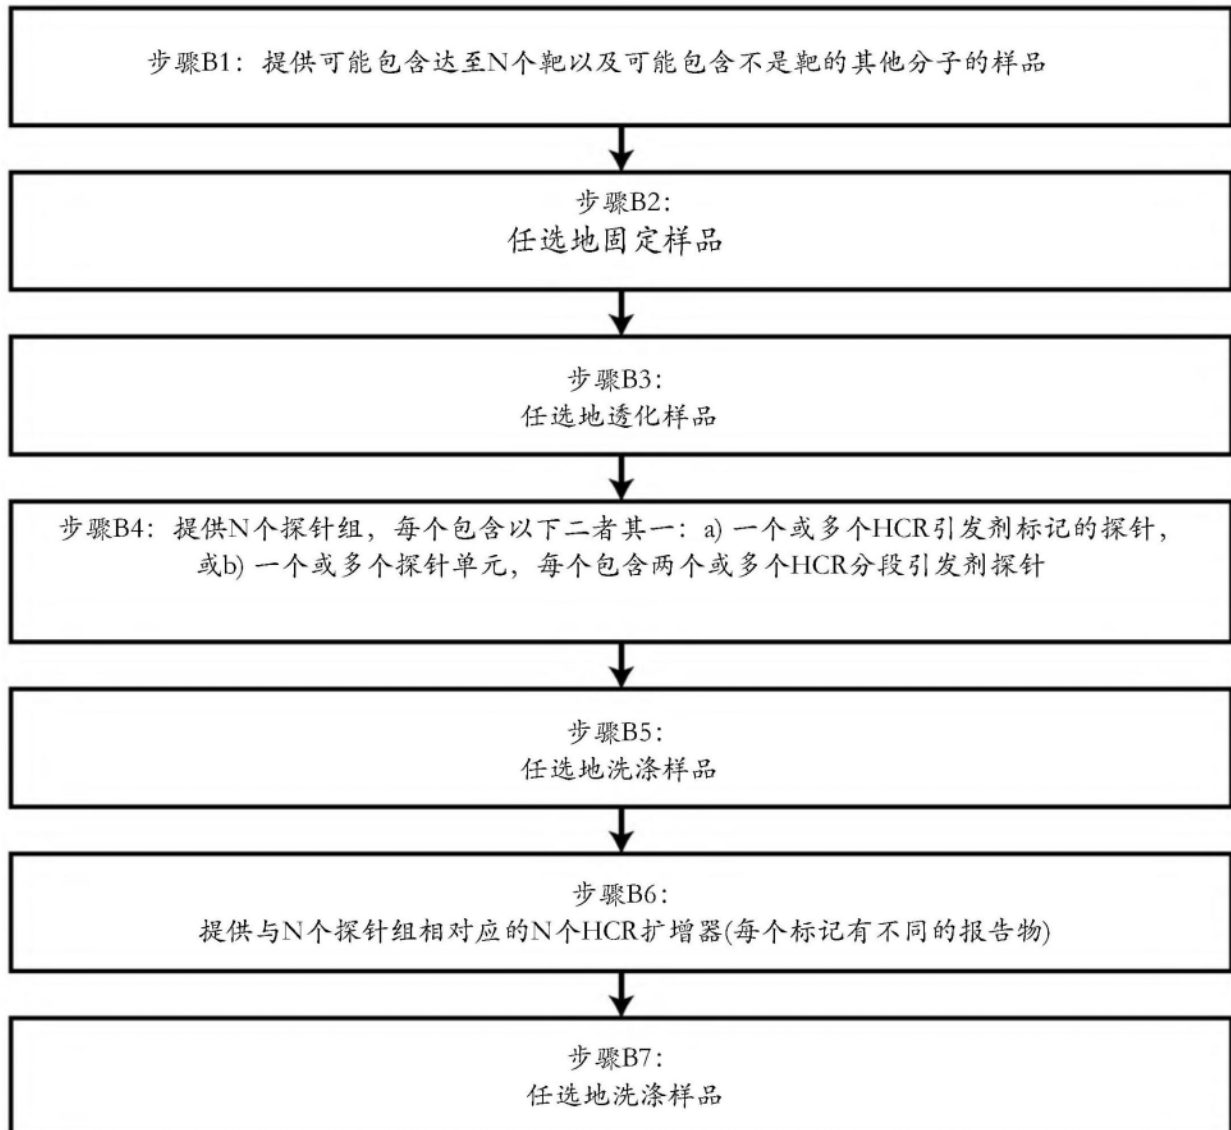 步骤B1：提供可能包含达至N个靶以及可能包含不是靶的其他分子的样品
步骤B2：
任选地固定样品
步骤B3：
任选地透化样品
步骤B4：提供N个探针组，每个包含以下二者其一：a) 一个或多个HCR引发剂标记的探针，
或b) 一个或多个探针单元，每个包含两个或多个HCR分段引发剂探针
步骤B5：
任选地洗涤样品
步骤B6：
提供与N个探针组相对应的N个HCR扩增器(每个标记有不同的报告物)
步骤B7：
任选地洗涤样品